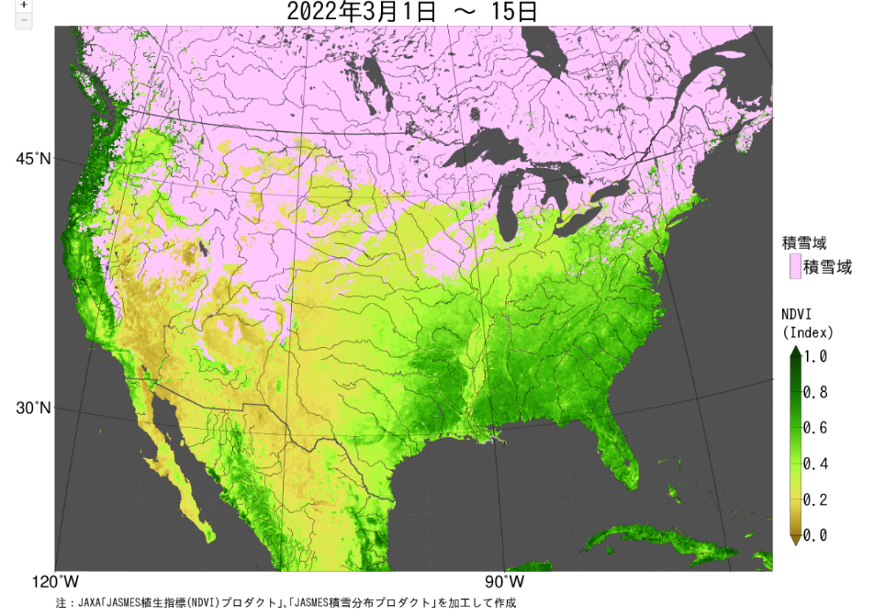 +
2022年3月1日 ～ 15日
−
45°N
積雪域
積雪域
NDVI
(Index)
1.0
0.8
0.6
30°N
0.4
0.2
0.0
120°W
90°W
注：JAXA「JASMES植生指標(NDVI)プロダクト」、「JASMES積雪分布プロダクト」を加工して作成